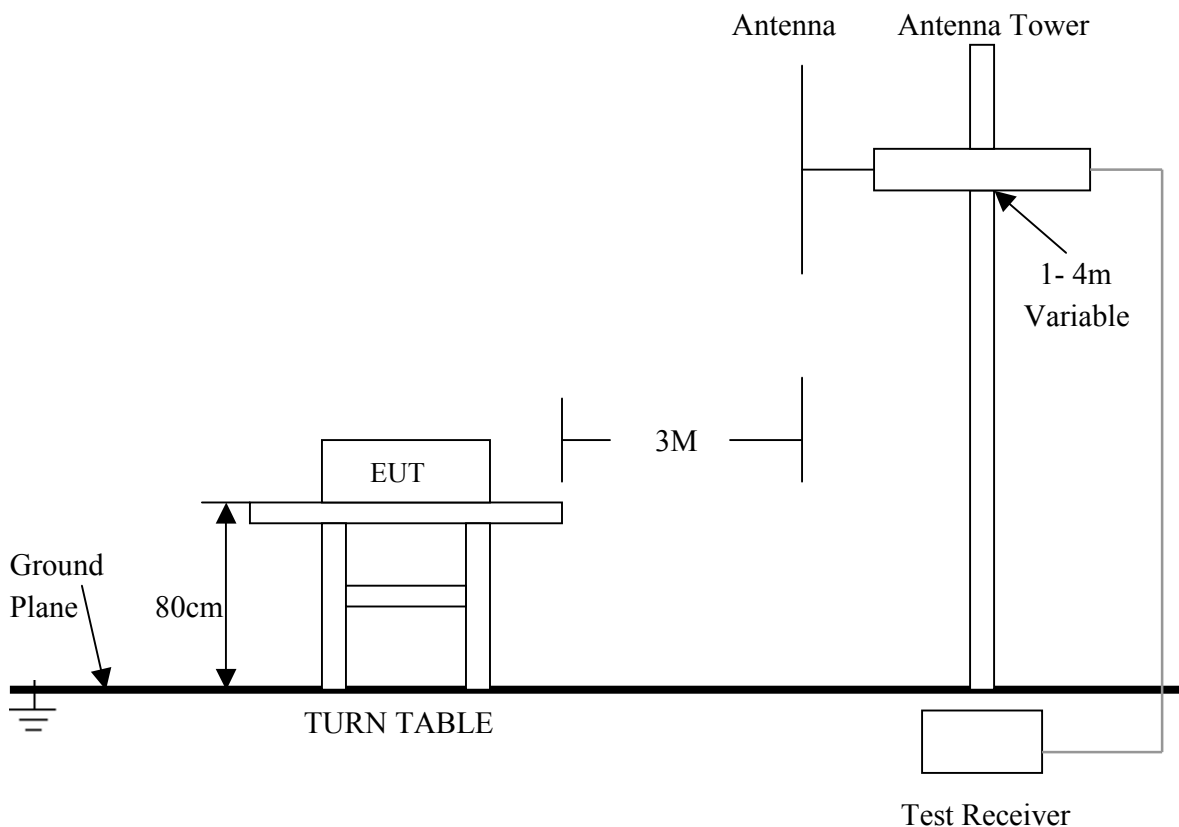 Antenna
Antenna Tower
1- 4m
Variable
3M
EUT
Ground
Plane
80cm
TURN TABLE
Test Receiver